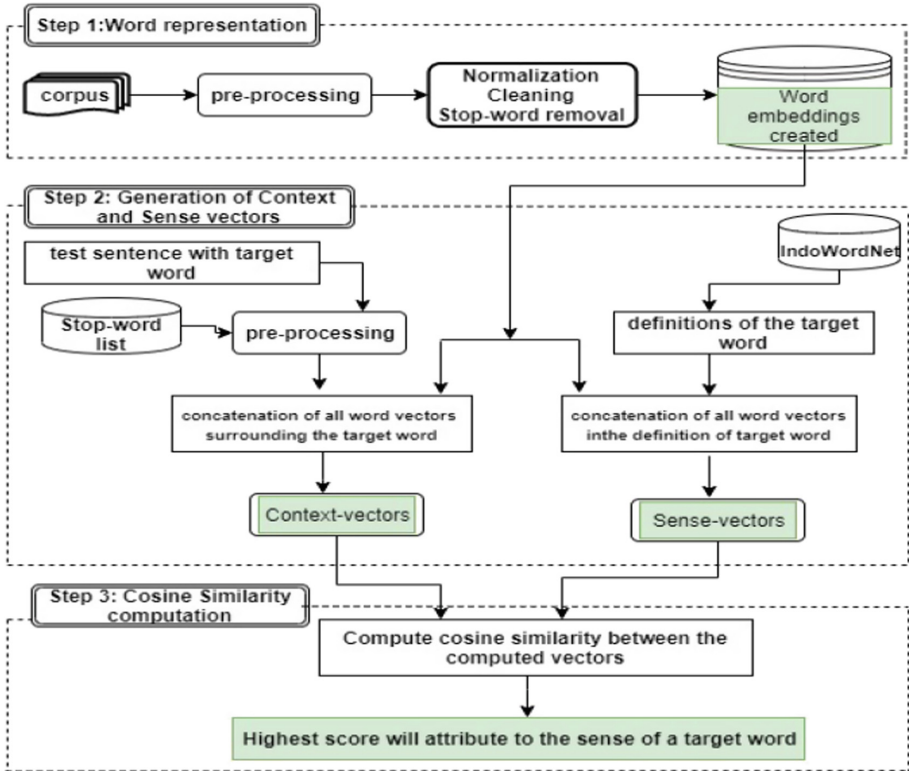 Step 1:Word representation
corpus
pre-processing
Normalization
Cleaning
Stop-word removal
Word
embeddings
created
Step 2: Generation of Context
and Sense vectors
IndoWordNet
test sentence with target
word
Stop-word
list
pre-processing
definitions of the target
word
concatenation of all word vectors
surrounding the target word
concatenation of all word vectors
inthe definition of target word
Context-vectors
Sense-vectors
Step 3: Cosine Similarity
computation
Compute cosine similarity between the
computed vectors
Highest score will attribute to the sense of a target word